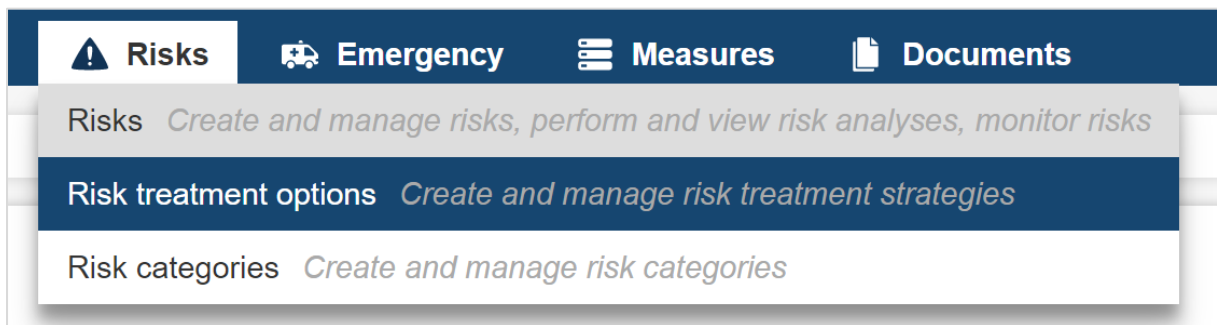 Risks Emergency Measures Documents
Risks Create and manage risks, perform and view risk analyses, monitor risks
Risk treatment options Create and manage risk treatment strategies
Risk categories Create and manage risk categories